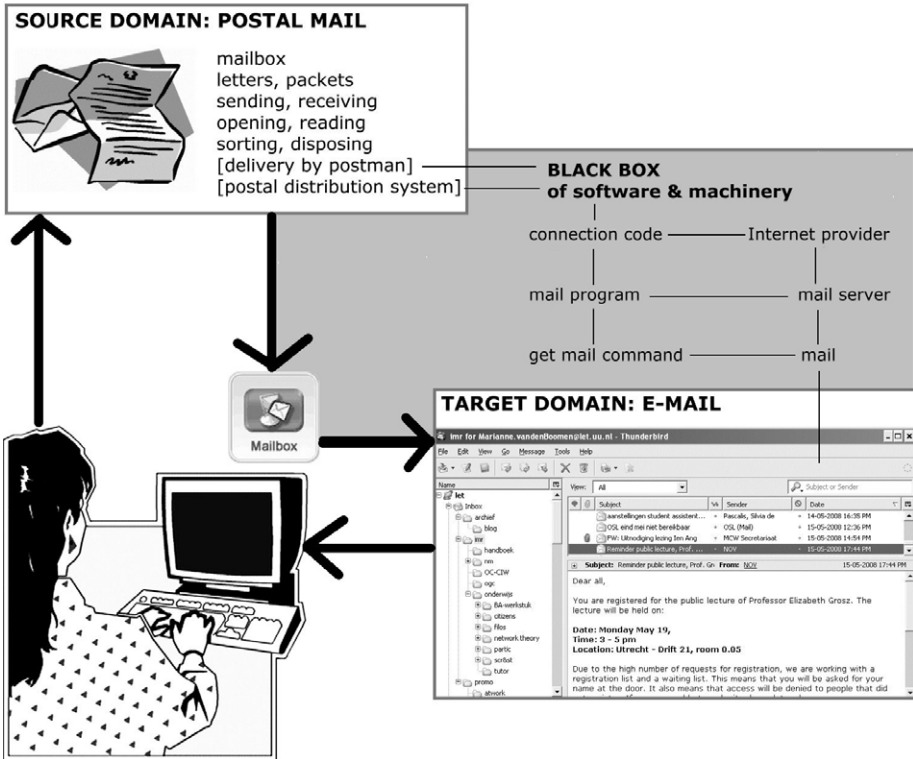 SOURCE DOMAIN: POSTAL MAIL
mailbox
letters, packets
sending, receiving
opening, reading
sorting, disposing
[delivery by postman]
[postal distribution system]
BLACK BOX
of software & machinery
connection code
Internet provider
mail program
mail server
get mail command
mail
Mailbox
TARGET DOMAIN: E-MAIL
imr for Marianne.vandenBoomen@let.uu.nl - Thunderbird
File Edit View Go Message Tools Help
Name
let
Inbox
archief
blog
imr
handboek
nm
OC-CIW
ogc
onderwijs
BA-werkstuk
citizens
filos
network theory
partic
scr&st
tutor
promo
atwork
View: All
Subject or Sender
Subject Sender Date
aanstellingen student assistent... Pascalis, Silvia de 14-05-2008 16:35 PM
OSL eind mei niet bereikbaar OSL (Mail) 15-05-2008 12:36 PM
FW: Uitnodiging lezing Ien Ang MCW Secretariaat 15-05-2008 14:54 PM
Reminder public lecture, Prof. ... NOV 15-05-2008 17:44 PM
Subject: Reminder public lecture, Prof. Gr From: NOV 15-05-2008 17:44 PM
Dear all,
You are registered for the public lecture of Professor Elizabeth Grosz. The
lecture will be held on:
Date: Monday May 19,
Time: 3 - 5 pm
Location: Utrecht - Drift 21, room 0.05
Due to the high number of requests for registration, we are working with a
registration list and a waiting list. This means that you will be asked for your
name at the door. It also means that access will be denied to people that did